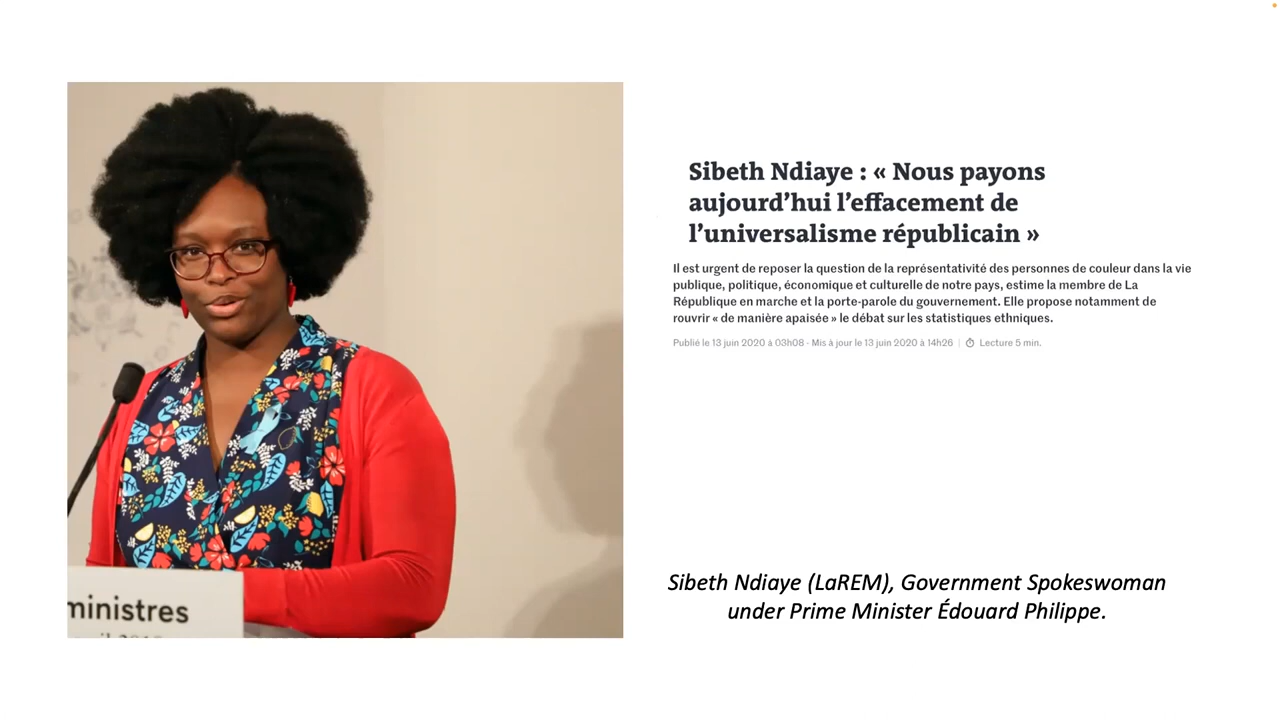 Sibeth Ndiaye : « Nous payons
aujourd’hui l’effacement de
l’universalisme républicain »
Il est urgent de reposer la question de la représentativité des personnes de couleur dans la vie
publique, politique, économique et culturelle de notre pays, estime la membre de La
République en marche et la porte-parole du gouvernement. Elle propose notamment de
rouvrir « de manière apaisée » le débat sur les statistiques ethniques.
Publié le 13 juin 2020 à 03h08 - Mis à jour le 13 juin 2020 à 14h26 | Lecture 5 min.
ministres
Sibeth Ndiaye (LaREM), Government Spokeswoman
under Prime Minister Édouard Philippe.